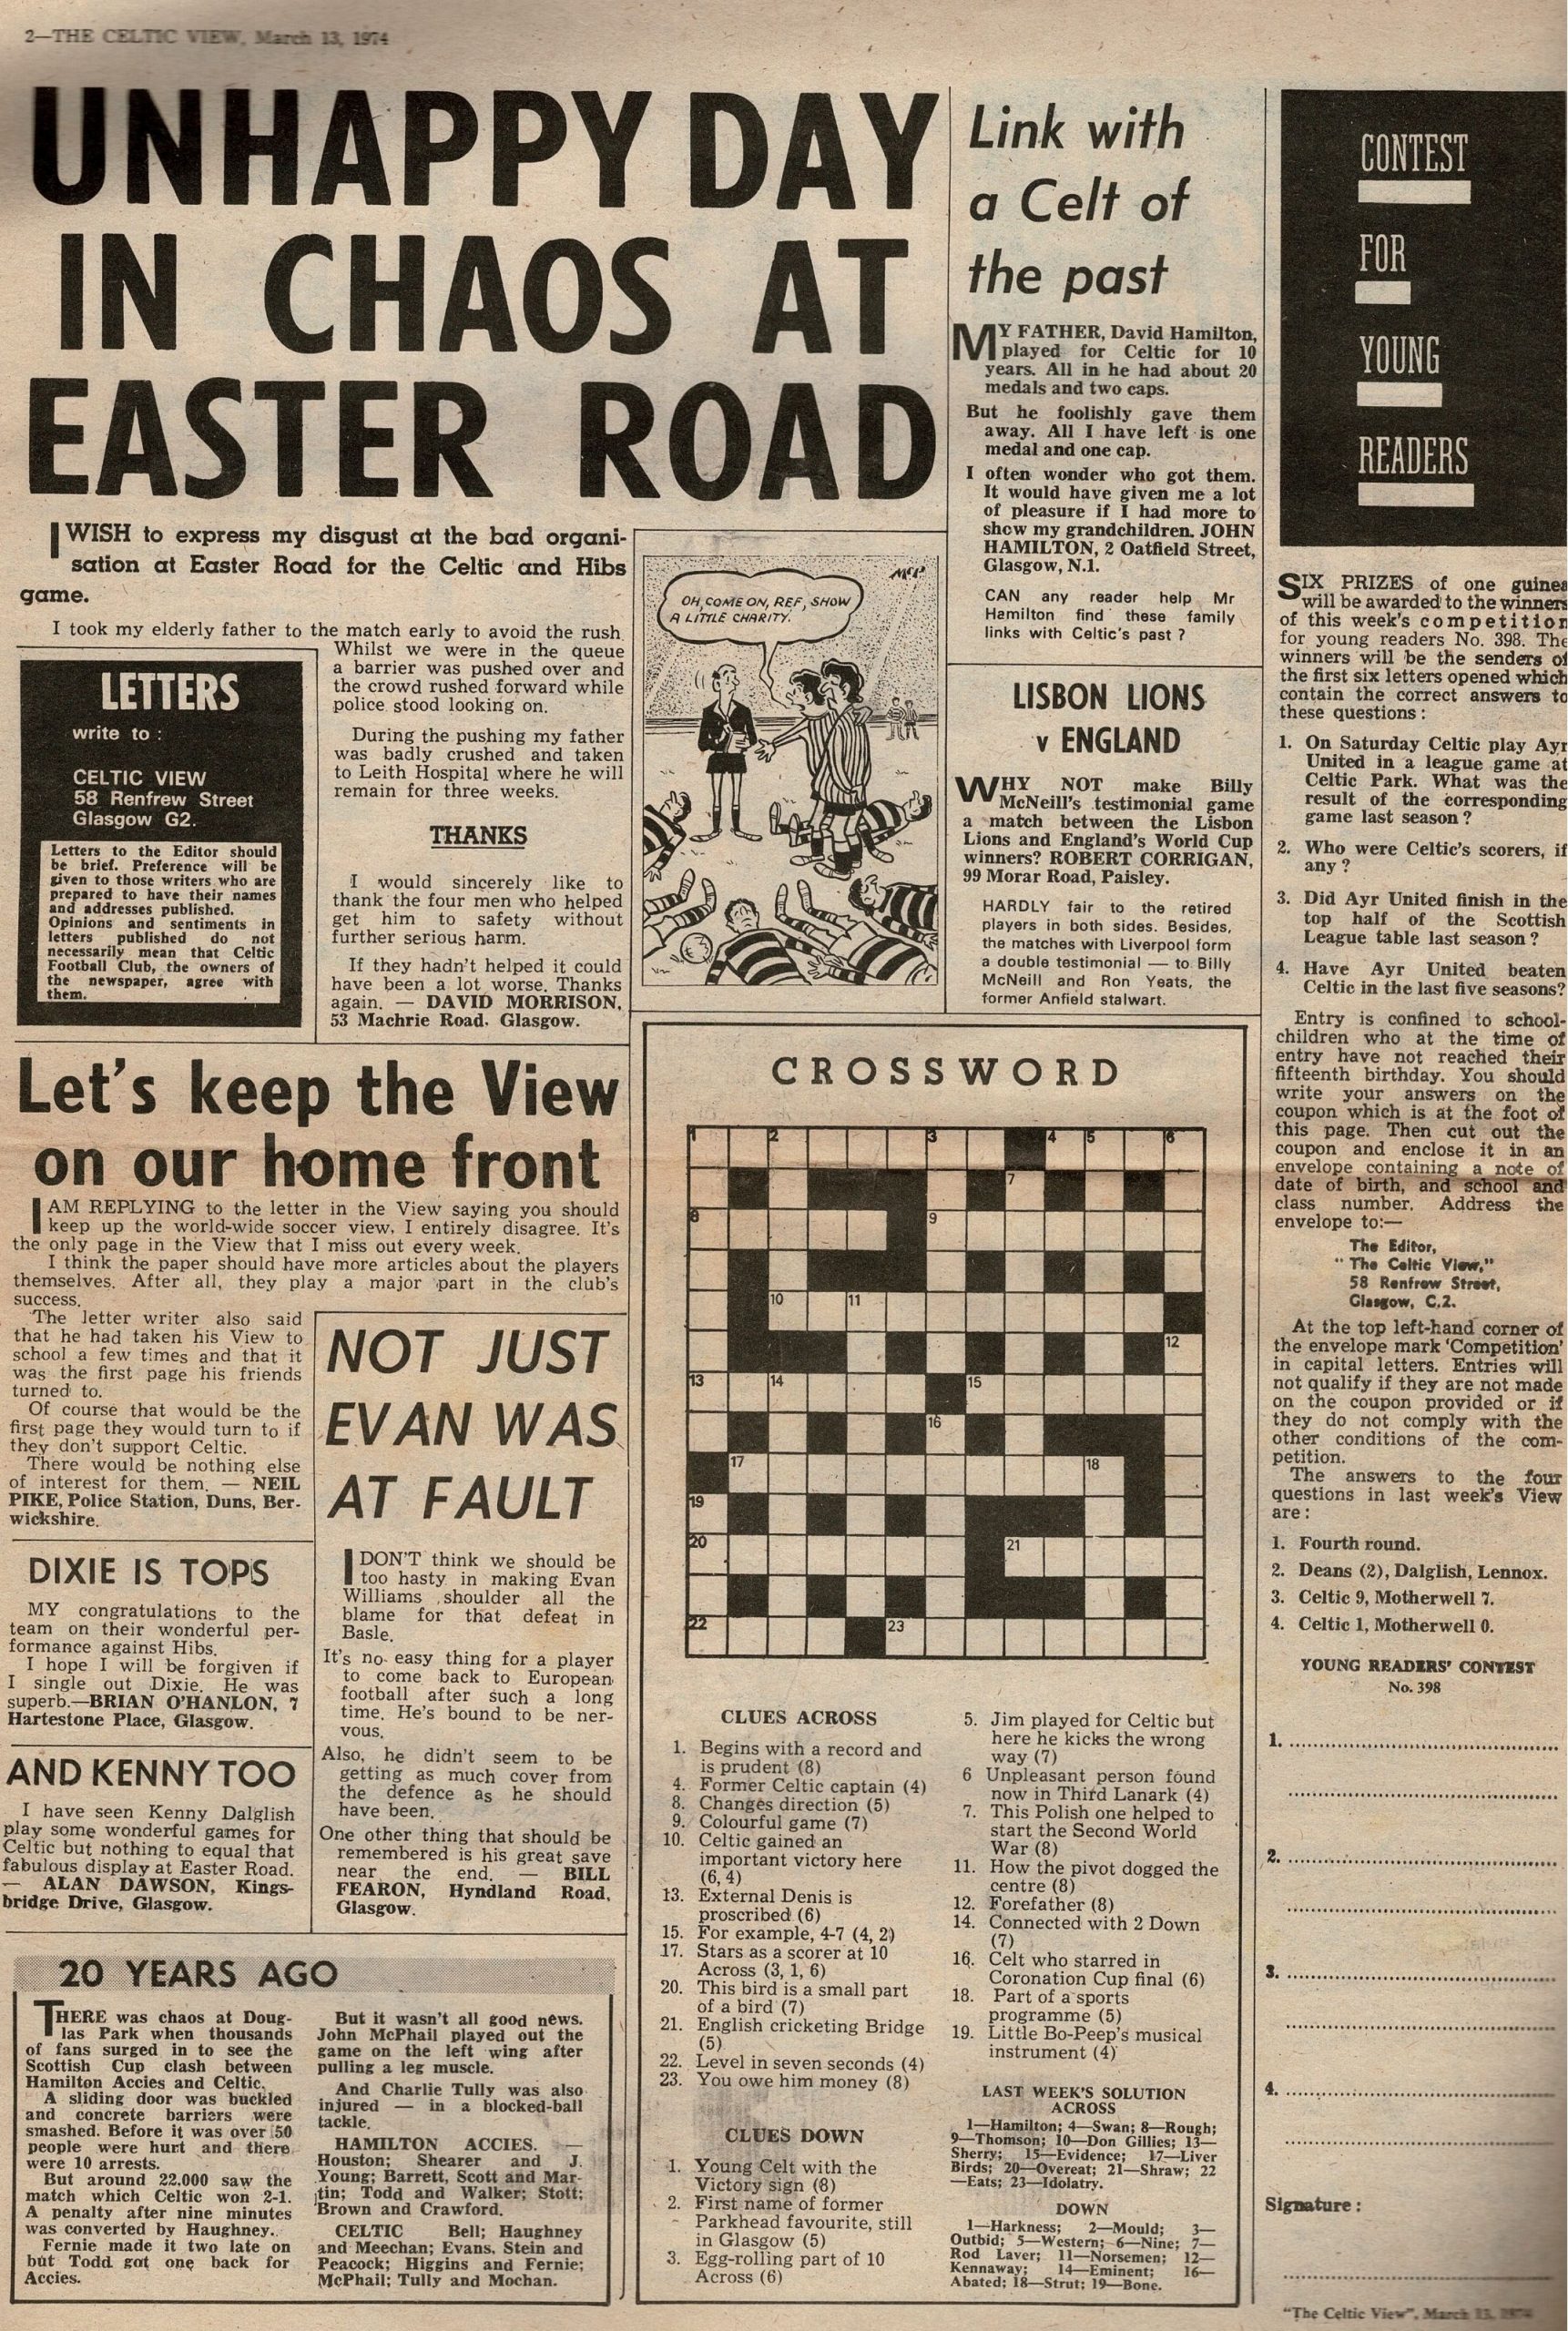 2—THE CELTIC VIEW, March 13, 1974
UNHAPPY DAY
IN CHAOS AT
EASTER ROAD
I WISH to express my disgust at the bad organi-
sation at Easter Road for the Celtic and Hibs
game.
I took my elderly father to the match early to avoid the rush.
Whilst we were in the queue
a barrier was pushed over and
the crowd rushed forward while
police stood looking on.
During the pushing my father
was badly crushed and taken
to Leith Hospital where he will
remain for three weeks.
THANKS
I would sincerely like to
thank the four men who helped
get him to safety without
further serious harm.
If they hadn't helped it could
have been a lot worse. Thanks
again. — DAVID MORRISON,
53 Machrie Road. Glasgow.
LETTERS
write to :
CELTIC VIEW
58 Renfrew Street
Glasgow G2.
Letters to the Editor should
be brief. Preference will be
given to those writers who are
prepared to have their names
and addresses published.
Opinions and sentiments in
letters published do not
necessarily mean that Celtic
Football Club, the owners of
the newspaper, agree with
them.
OH, COME ON, REF, SHOW
A LITTLE CHARITY.
Link with
a Celt of
the past
MY FATHER, David Hamilton,
played for Celtic for 10
years. All in he had about 20
medals and two caps.
But he foolishly gave them
away. All I have left is one
medal and one cap.
I often wonder who got them.
It would have given me a lot
of pleasure if I had more to
show my grandchildren. JOHN
HAMILTON, 2 Oatfield Street,
Glasgow, N.1.
CAN any reader help Mr
Hamilton find these family
links with Celtic's past ?
LISBON LIONS
v ENGLAND
WHY NOT make Billy
McNeill's testimonial game
a match between the Lisbon
Lions and England's World Cup
winners? ROBERT CORRIGAN,
99 Morar Road, Paisley.
HARDLY fair to the retired
players in both sides. Besides,
the matches with Liverpool form
a double testimonial — to Billy
McNeill and Ron Yeats, the
former Anfield stalwart.
Let's keep the View
on our home front
I AM REPLYING to the letter in the View saying you should
keep up the world-wide soccer view. I entirely disagree. It's
the only page in the View that I miss out every week.
I think the paper should have more articles about the players
themselves. After all, they play a major part in the club's
success.
The letter writer also said
that he had taken his View to
school a few times and that it
was the first page his friends
turned to.
Of course that would be the
first page they would turn to if
they don't support Celtic.
There would be nothing else
of interest for them. — NEIL
PIKE, Police Station, Duns, Ber-
wickshire.
DIXIE IS TOPS
MY congratulations to the
team on their wonderful per-
formance against Hibs.
I hope I will be forgiven if
I single out Dixie. He was
superb.—BRIAN O'HANLON, 7
Hartestone Place, Glasgow.
AND KENNY TOO
I have seen Kenny Dalglish
play some wonderful games for
Celtic but nothing to equal that
fabulous display at Easter Road.
— ALAN DAWSON, Kings-
bridge Drive, Glasgow.
NOT JUST
EVAN WAS
AT FAULT
I DON'T think we should be
too hasty in making Evan
Williams shoulder all the
blame for that defeat in
Basle.
It's no easy thing for a player
to come back to European
football after such a long
time. He's bound to be ner-
vous.
Also, he didn't seem to be
getting as much cover from
the defence as he should
have been.
One other thing that should be
remembered is his great save
near the end. — BILL
FEARON, Hyndland Road,
Glasgow.
20 YEARS AGO
THERE was chaos at Doug-
las Park when thousands
of fans surged in to see the
Scottish Cup clash between
Hamilton Accies and Celtic.
A sliding door was buckled
and concrete barriers were
smashed. Before it was over 50
people were hurt and there
were 10 arrests.
But around 22,000 saw the
match which Celtic won 2-1.
A penalty after nine minutes
was converted by Haughney.
Fernie made it two late on
but Todd got one back for
Accies.
But it wasn't all good news.
John McPhail played out the
game on the left wing after
pulling a leg muscle.
And Charlie Tully was also
injured — in a blocked-ball
tackle.
HAMILTON ACCIES. —
Houston; Shearer and J.
Young; Barrett, Scott and Mar-
tin; Todd and Walker; Stott;
Brown and Crawford.
CELTIC Bell; Haughney
and Meechan; Evans, Stein and
Peacock; Higgins and Fernie;
McPhail; Tully and Mochan.
CROSSWORD
1 2 3 4 5 6
7
8 9
10 11
12
13 14 15
16
17 18
19
20 21
22 23
CLUES ACROSS
1. Begins with a record and
is prudent (8)
4. Former Celtic captain (4)
8. Changes direction (5)
9. Colourful game (7)
10. Celtic gained an
important victory here
(6, 4)
13. External Denis is
proscribed (6)
15. For example, 4-7 (4, 2)
17. Stars as a scorer at 10
Across (3, 1, 6)
20. This bird is a small part
of a bird (7)
21. English cricketing Bridge
(5)
22. Level in seven seconds (4)
23. You owe him money (8)
CLUES DOWN
1. Young Celt with the
Victory sign (8)
2. First name of former
Parkhead favourite, still
in Glasgow (5)
3. Egg-rolling part of 10
Across (6)
5. Jim played for Celtic but
here he kicks the wrong
way (7)
6 Unpleasant person found
now in Third Lanark (4)
7. This Polish one helped to
start the Second World
War (8)
11. How the pivot dogged the
centre (8)
12. Forefather (8)
14. Connected with 2 Down
(7)
16. Celt who starred in
Coronation Cup final (6)
18. Part of a sports
programme (5)
19. Little Bo-Peep's musical
instrument (4)
LAST WEEK'S SOLUTION
ACROSS
1—Hamilton; 4—Swan; 8—Rough;
9—Thomson; 10—Don Gillies; 13—
Sherry; 15—Evidence; 17—Liver
Birds; 20—Overeat; 21—Shraw; 22
—Eats; 23—Idolatry.
DOWN
1—Harkness; 2—Mould; 3—
Outbid; 5—Western; 6—Nine; 7—
Rod Laver; 11—Norsemen; 12—
Kennaway; 14—Eminent; 16—
Abated; 18—Strut; 19—Bone.
CONTEST
FOR
YOUNG
READERS
SIX PRIZES of one guinea
will be awarded to the winners
of this week's competition
for young readers No. 398. The
winners will be the senders of
the first six letters opened which
contain the correct answers to
these questions :
1. On Saturday Celtic play Ayr
United in a league game at
Celtic Park. What was the
result of the corresponding
game last season ?
2. Who were Celtic's scorers, if
any ?
3. Did Ayr United finish in the
top half of the Scottish
League table last season ?
4. Have Ayr United beaten
Celtic in the last five seasons?
Entry is confined to school-
children who at the time of
entry have not reached their
fifteenth birthday. You should
write your answers on the
coupon which is at the foot of
this page. Then cut out the
coupon and enclose it in an
envelope containing a note of
date of birth, and school and
class number. Address the
envelope to:—
The Editor,
"The Celtic View,"
58 Renfrew Street,
Glasgow, C.2.
At the top left-hand corner of
the envelope mark 'Competition'
in capital letters. Entries will
not qualify if they are not made
on the coupon provided or if
they do not comply with the
other conditions of the com-
petition.
The answers to the four
questions in last week's View
are :
1. Fourth round.
2. Deans (2), Dalglish, Lennox.
3. Celtic 9, Motherwell 7.
4. Celtic 1, Motherwell 0.
YOUNG READERS' CONTEST
No. 398
1.
2.
3.
4.
Signature :
"The Celtic View", March 13, 1974